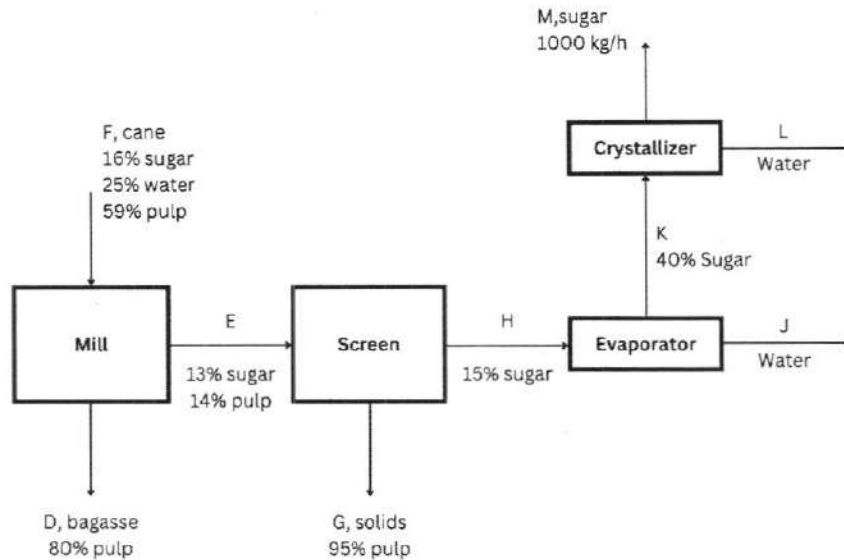 M,sugar
1000 kg/h
F, cane
16% sugar
25% water
59% pulp
Crystallizer
L
Water
K
40% Sugar
Mill
E
13% sugar
14% pulp
Screen
H
15% sugar
Evaporator
J
Water
D, bagasse
80% pulp
G, solids
95% pulp